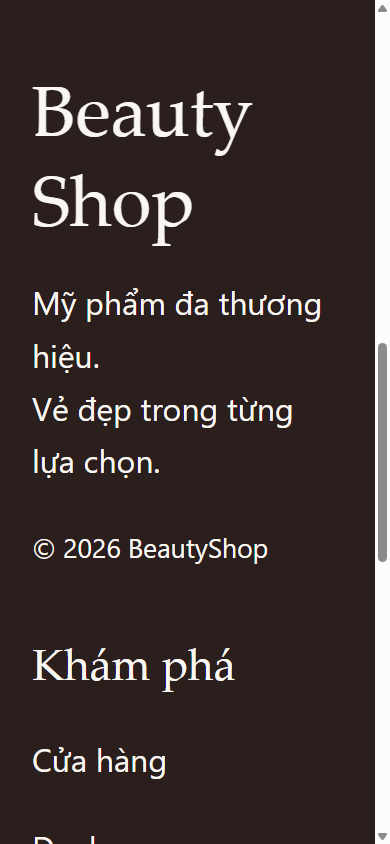 Beauty
Shop
Mỹ phẩm đa thương
hiệu.
Vẻ đẹp trong từng
lựa chọn.
© 2026 BeautyShop
Khám phá
Cửa hàng